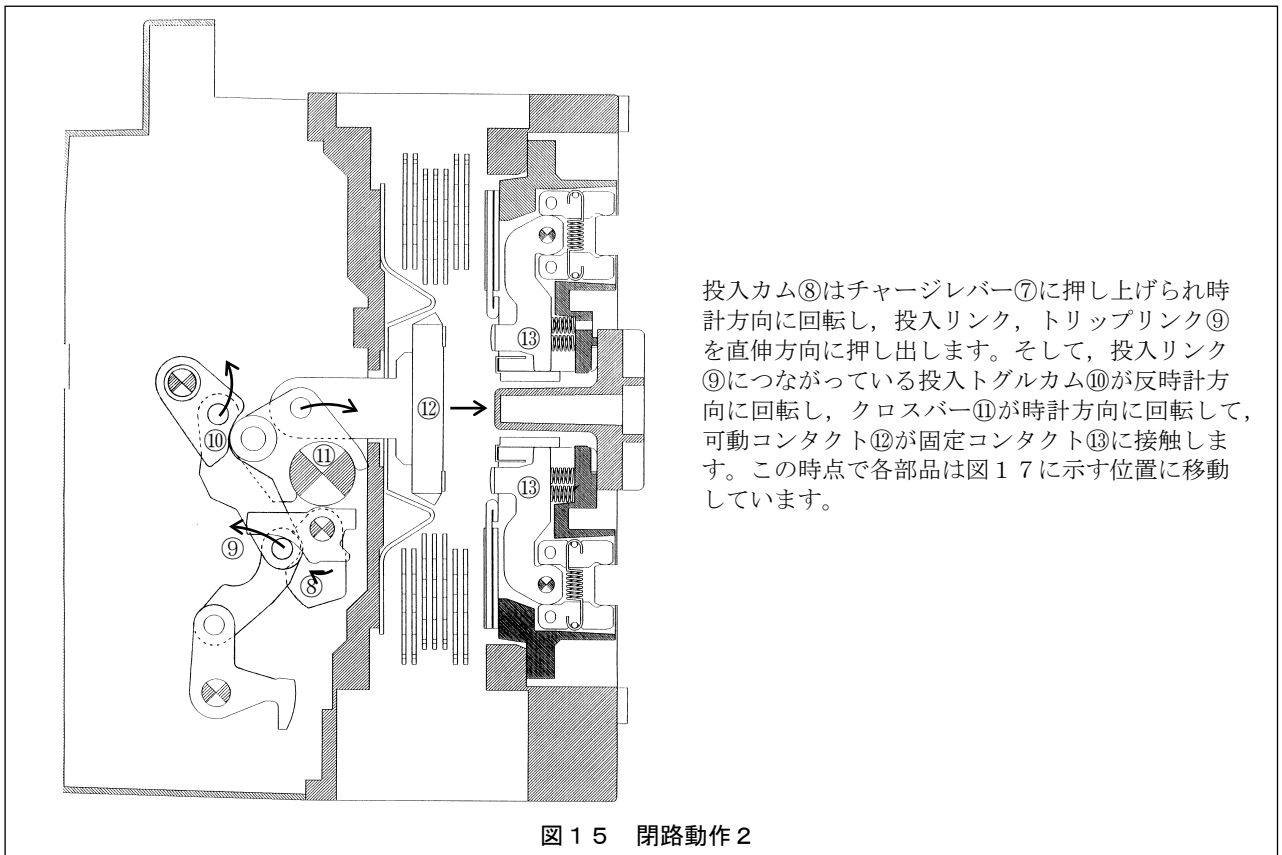 ⑩
⑪
⑫
⑬
⑬
⑨
⑧
投入カム⑧はチャージレバー⑦に押し上げられ時
計方向に回転し，投入リンク，トリップリンク⑨
を直伸方向に押し出します。そして，投入リンク
⑨につながっている投入トグルカム⑩が反時計方
向に回転し，クロスバー⑪が時計方向に回転して，
可動コンタクト⑫が固定コンタクト⑬に接触しま
す。この時点で各部品は図１７に示す位置に移動
しています。
図１５　閉路動作２